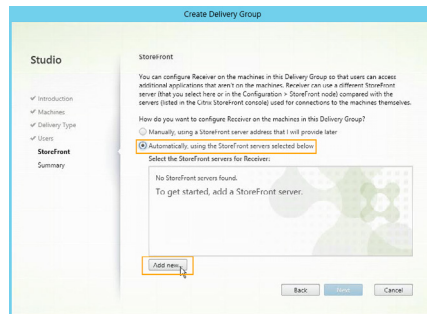 Create Delivery Group
Studio
✔ Introduction
✔ Machines
✔ Delivery Type
✔ Users
StoreFront
Summary
StoreFront
You can configure Receiver on the machines in this Delivery Group so that users can access
additional applications that aren't on the machines. Receiver can use a different StoreFront
server (that you select here or in the Configuration > StoreFront node) compared with the
servers (listed in the Citrix StoreFront console) used for connections to the machines themselves.
How do you want to configure Receiver on the machines in this Delivery Group?
Manually, using a StoreFront server address that I will provide later
Automatically, using the StoreFront servers selected below
Select the StoreFront servers for Receiver:
No StoreFront servers found.
To get started, add a StoreFront server.
Add new...
Back
Next
Cancel